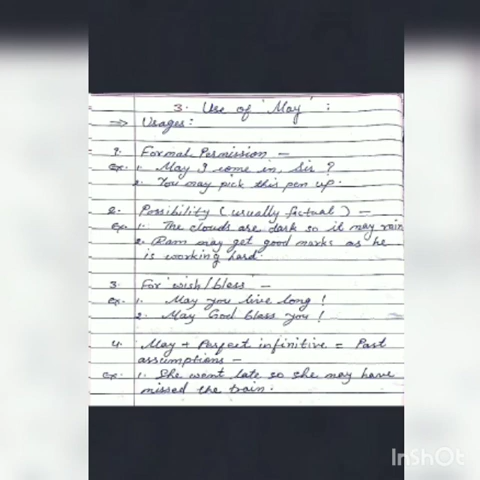 3. Use of 'May' :
⇒ Usages:
1. Formal Permission –
Ex. 1. May I come in, Sir ?
2. You may pick this pen up.
2. Possibility (usually factual) –
Ex 1. The clouds are dark so it may rain
2. Ram may get good marks as he
is working hard.
3. For wish/bless –
Ex. 1. May you live long !
2. May God bless you !
4. May + Perfect infinitive = Past
assumptions –
Ex: 1. She went late so she may have
missed the train.
InShOt